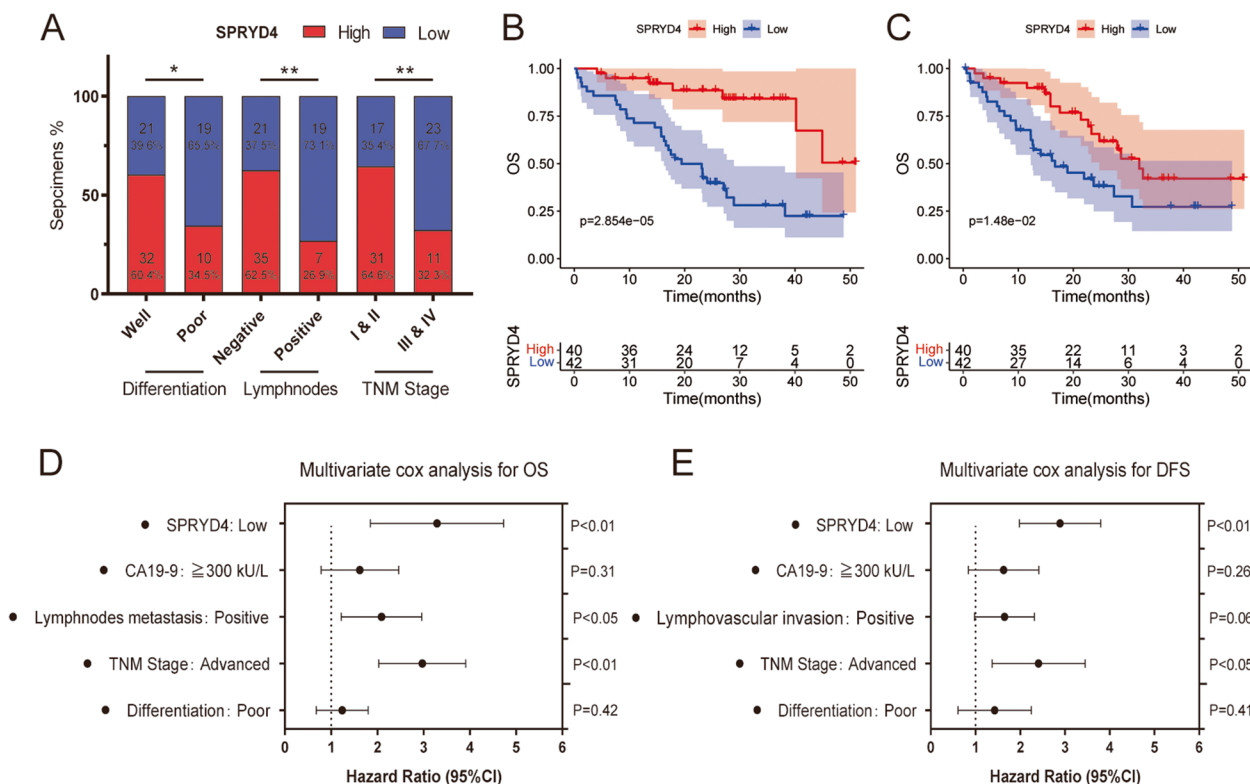 A
SPRYD4 High Low
* ** **
Sepcimens %
100
50
0
21 19 21 19 17 23
39.6% 65.5% 37.5% 73.1% 35.4% 67.7%
32 10 35 7 31 11
60.4% 34.5% 62.5% 26.9% 64.6% 32.3%
Well Poor Negative Positive I & II III & IV
Differentiation Lymphnodes TNM Stage
B
SPRYD4 High Low
OS
1.00
0.75
0.50
0.25
0.00
p=2.854e−05
0 10 20 30 40 50
Time(months)
SPRYD4
High 40 36 24 12 5 2
Low 42 31 20 7 4 0
0 10 20 30 40 50
Time(months)
C
SPRYD4 High Low
OS
1.00
0.75
0.50
0.25
0.00
p=1.48e−02
0 10 20 30 40 50
Time(months)
SPRYD4
High 40 35 22 11 3 2
Low 42 27 14 6 4 0
0 10 20 30 40 50
Time(months)
D
Multivariate cox analysis for OS
SPRYD4: Low P<0.01
CA19-9: ≧300 kU/L P=0.31
Lymphnodes metastasis: Positive P<0.05
TNM Stage: Advanced P<0.01
Differentiation: Poor P=0.42
0 1 2 3 4 5 6
Hazard Ratio (95%CI)
E
Multivariate cox analysis for DFS
SPRYD4: Low P<0.01
CA19-9: ≧300 kU/L P=0.26
Lymphovascular invasion: Positive P=0.06
TNM Stage: Advanced P<0.05
Differentiation: Poor P=0.41
0 1 2 3 4 5 6
Hazard Ratio (95%CI)